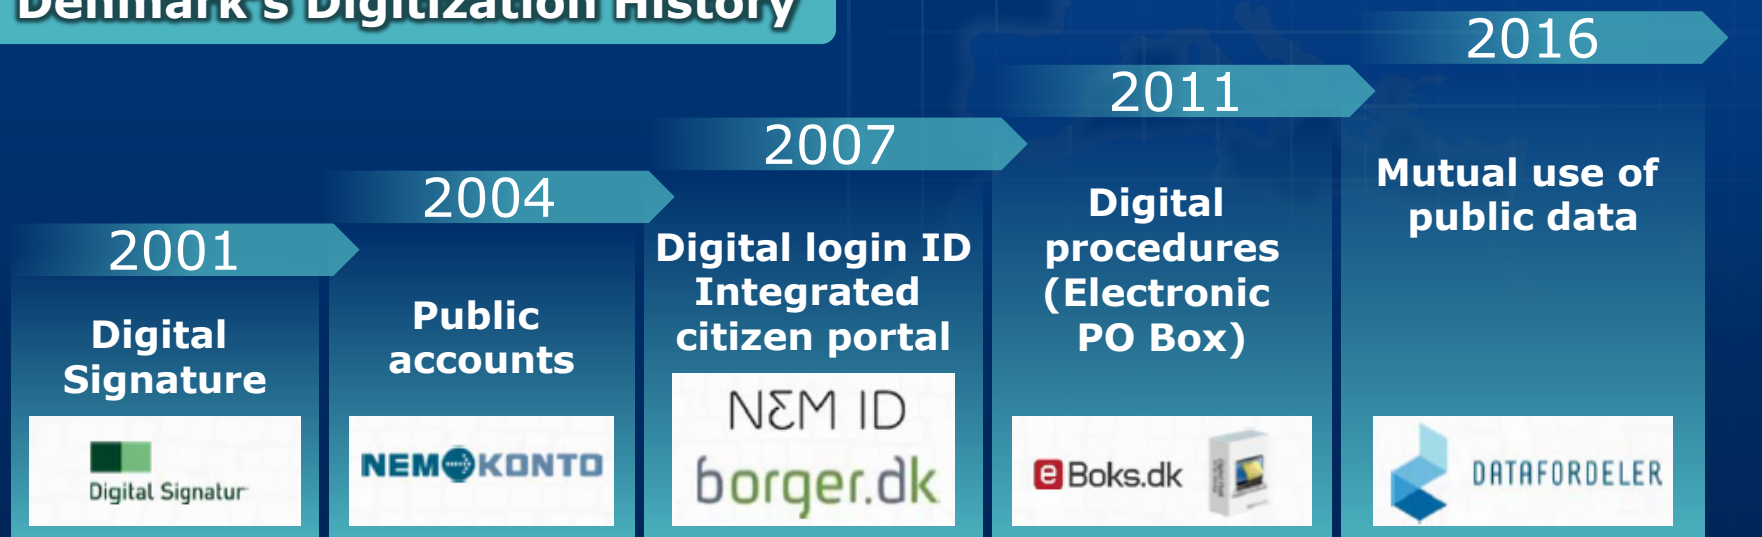 Denmark's Digitization History
2001
Digital
Signature
Digital Signatur
2004
Public
accounts
NEMKONTO
2007
Digital login ID
Integrated
citizen portal
NEM ID
borger.dk
2011
Digital
procedures
(Electronic
PO Box)
e Boks.dk
2016
Mutual use of
public data
DATAFORDELER